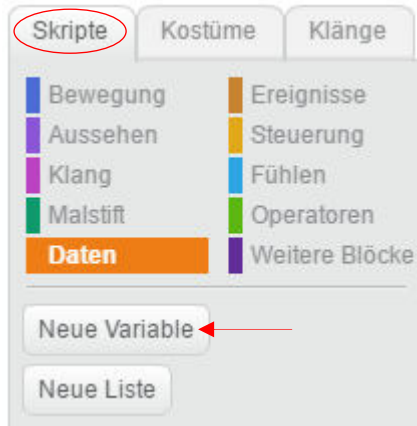 Skripte Kostüme Klänge
Bewegung Ereignisse
Aussehen Steuerung
Klang Fühlen
Malstift Operatoren
Daten Weitere Blöcke
Neue Variable
Neue Liste